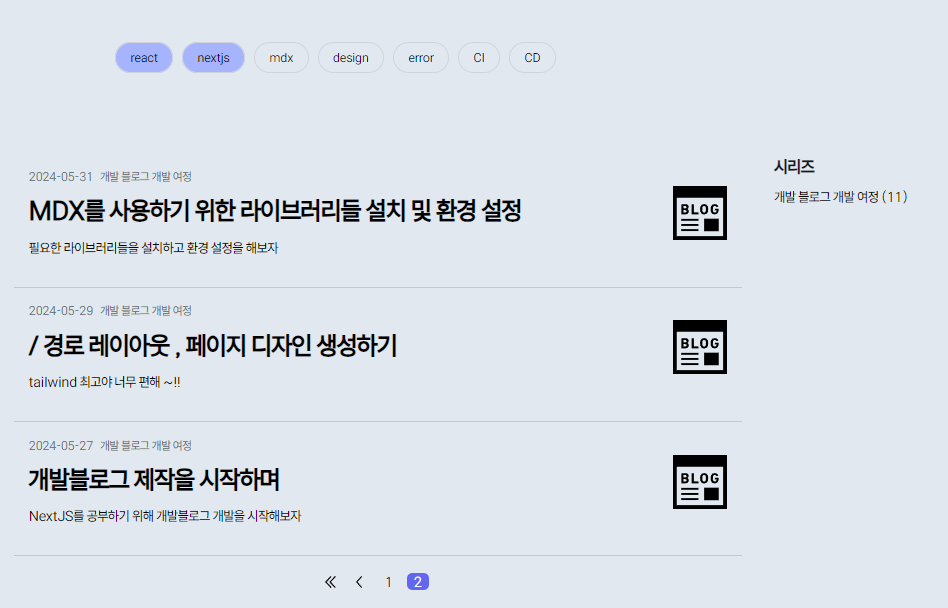 react nextjs mdx design error CI CD
시리즈
개발 블로그 개발 여정 (11)
2024-05-31 개발 블로그 개발 여정
MDX를 사용하기 위한 라이브러리들 설치 및 환경 설정
필요한 라이브러리들을 설치하고 환경 설정을 해보자
BLOG
2024-05-29 개발 블로그 개발 여정
/ 경로 레이아웃 , 페이지 디자인 생성하기
tailwind 최고야 너무 편해 ~!!
BLOG
2024-05-27 개발 블로그 개발 여정
개발블로그 제작을 시작하며
NextJS를 공부하기 위해 개발블로그 개발을 시작해보자
BLOG
1 2